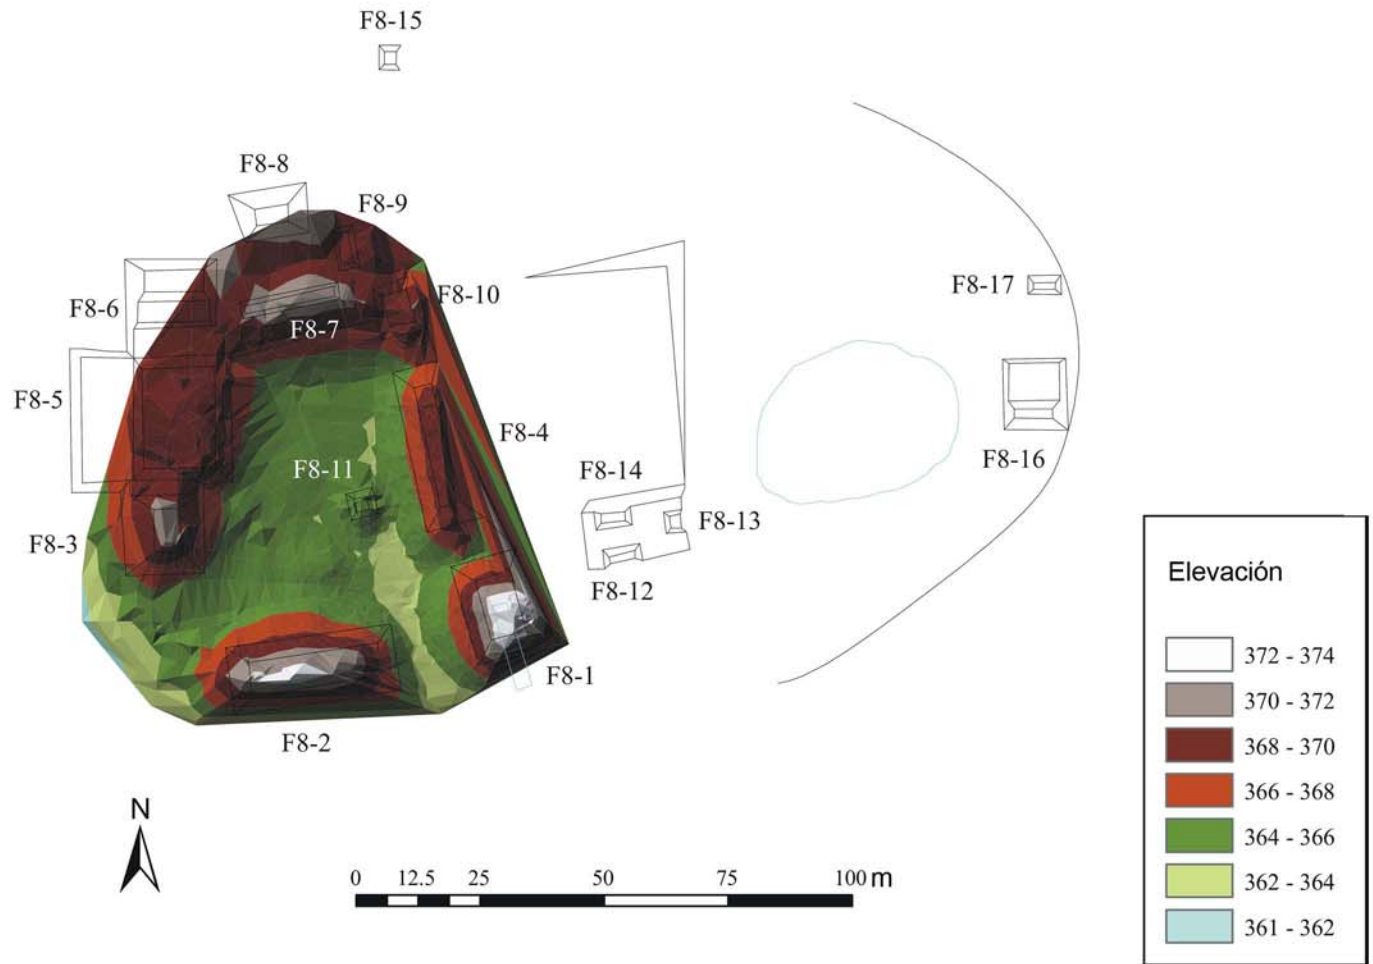 F8-15
F8-8
F8-9
F8-6
F8-10
F8-17
F8-7
F8-5
F8-4
F8-16
F8-11
F8-14
F8-13
F8-3
F8-12
F8-1
F8-2
N
0 12.5 25 50 75 100 m
Elevación
372 - 374
370 - 372
368 - 370
366 - 368
364 - 366
362 - 364
361 - 362